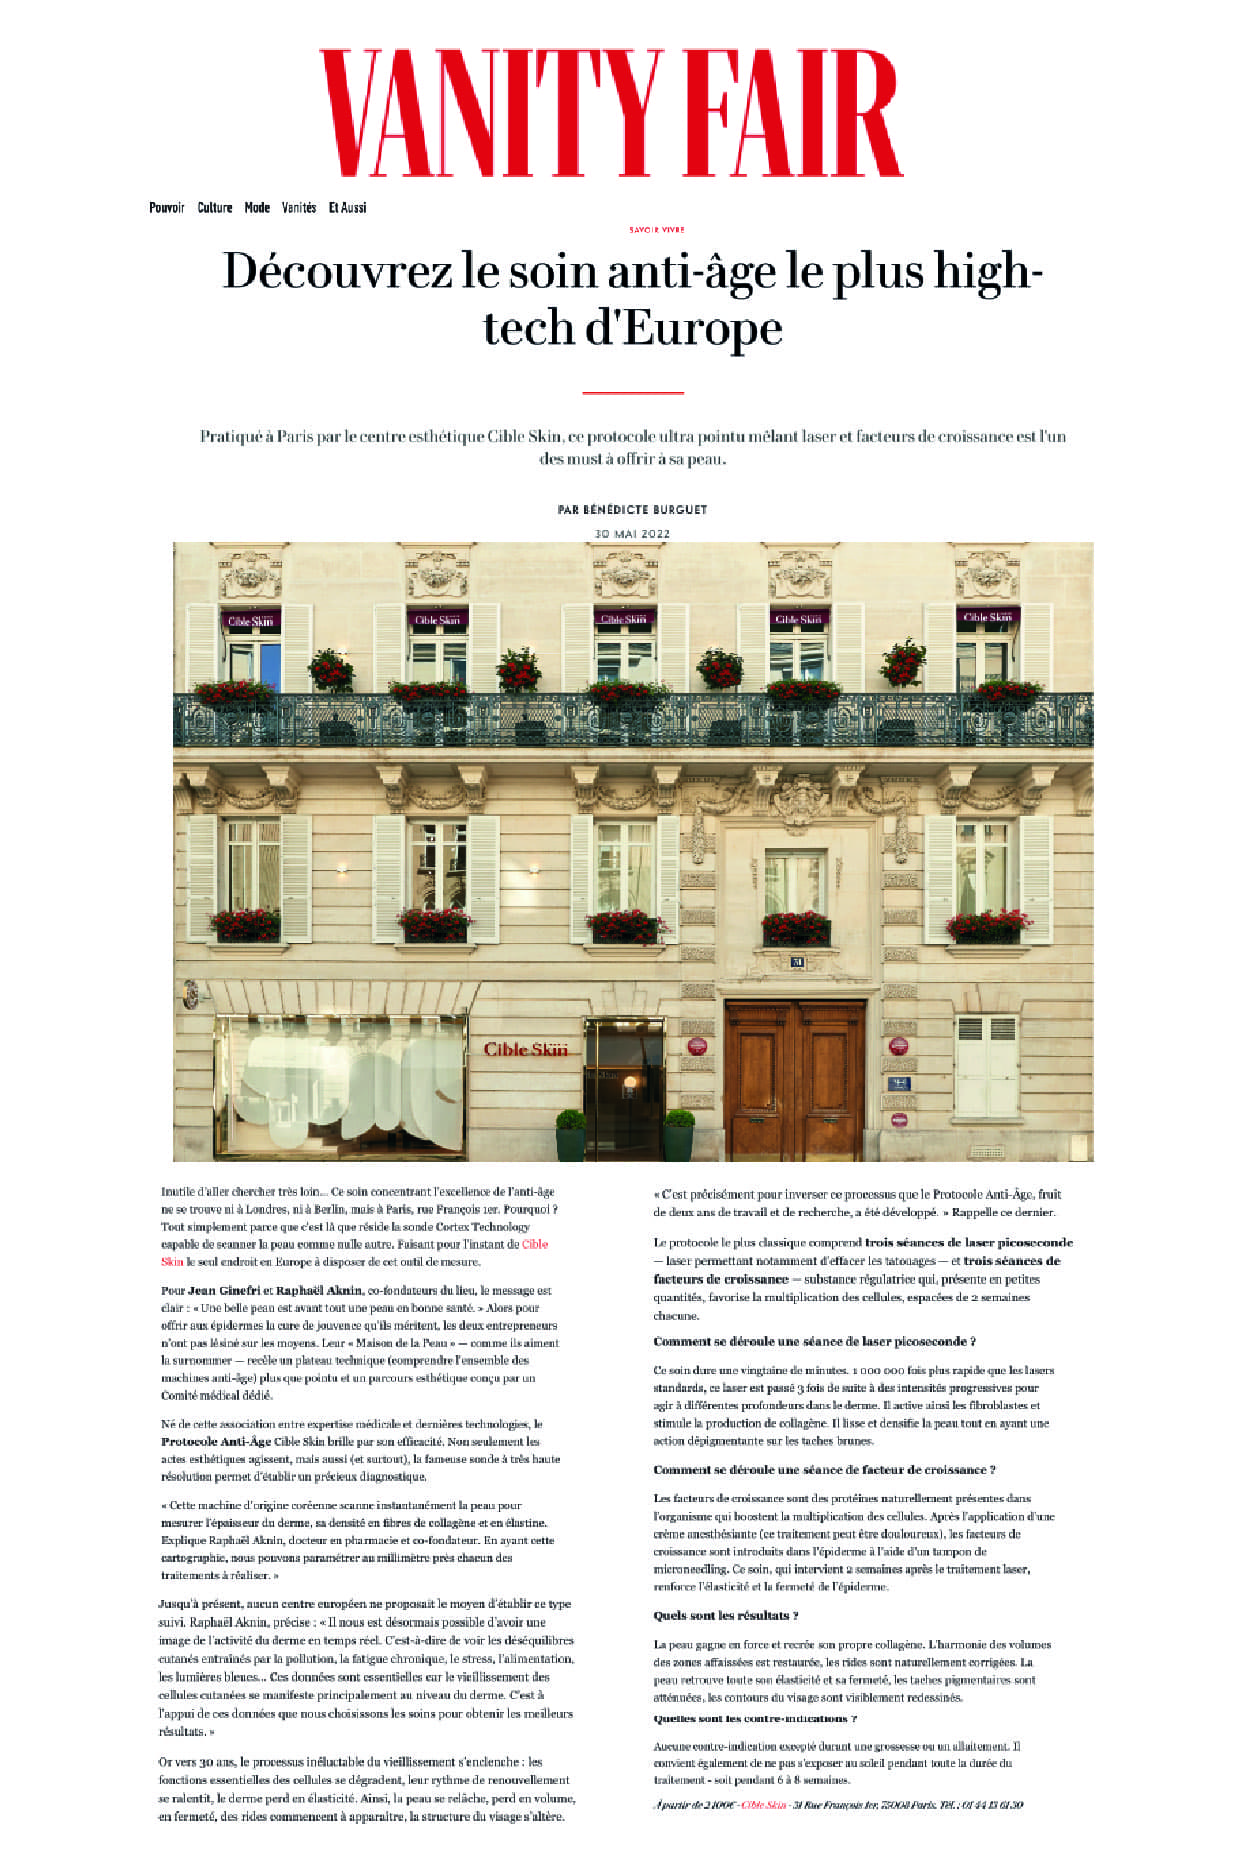 VANITY FAIR
Pouvoir Culture Mode Vanités Et Aussi
SAVOIR VIVRE
Découvrez le soin anti-âge le plus high-
tech d'Europe
Pratiqué à Paris par le centre esthétique Cible Skin, ce protocole ultra pointu mêlant laser et facteurs de croissance est l'un
des must à offrir à sa peau.
PAR BÉNÉDICTE BURGUET
30 MAI 2022
Cible Skin
Cible Skin
Cible Skin
Cible Skin
Cible Skin
31
Cible Skin
Inutile d'aller chercher très loin... Ce soin concentrant l'excellence de l'anti-âge
ne se trouve ni à Londres, ni à Berlin, mais à Paris, rue François 1er. Pourquoi ?
Tout simplement parce que c'est là que réside la sonde Cortex Technology
capable de scanner la peau comme nulle autre. Faisant pour l'instant de Cible
Skin le seul endroit en Europe à disposer de cet outil de mesure.
Pour Jean Ginefri et Raphaël Aknin, co-fondateurs du lieu, le message est
clair : « Une belle peau est avant tout une peau en bonne santé. » Alors pour
offrir aux épidermes la cure de jouvence qu'ils méritent, les deux entrepreneurs
n'ont pas lésiné sur les moyens. Leur « Maison de la Peau » — comme ils aiment
la surnommer — recèle un plateau technique (comprendre l'ensemble des
machines anti-âge) plus que pointu et un parcours esthétique conçu par un
Comité médical dédié.
Né de cette association entre expertise médicale et dernières technologies, le
Protocole Anti-Âge Cible Skin brille par son efficacité. Non seulement les
actes esthétiques agissent, mais aussi (et surtout), la fameuse sonde à très haute
résolution permet d'établir un précieux diagnostique.
« Cette machine d'origine coréenne scanne instantanément la peau pour
mesurer l'épaisseur du derme, sa densité en fibres de collagène et en élastine.
Explique Raphaël Aknin, docteur en pharmacie et co-fondateur. En ayant cette
cartographie, nous pouvons paramétrer au millimètre près chacun des
traitements à réaliser. »
Jusqu'à présent, aucun centre européen ne proposait le moyen d'établir ce type
suivi. Raphaël Aknin, précise : « Il nous est désormais possible d'avoir une
image de l'activité du derme en temps réel. C'est-à-dire de voir les déséquilibres
cutanés entraînés par la pollution, la fatigue chronique, le stress, l'alimentation,
les lumières bleues... Ces données sont essentielles car le vieillissement des
cellules cutanées se manifeste principalement au niveau du derme. C'est à
l'appui de ces données que nous choisissons les soins pour obtenir les meilleurs
résultats. »
Or vers 30 ans, le processus inéluctable du vieillissement s'enclenche : les
fonctions essentielles des cellules se dégradent, leur rythme de renouvellement
se ralentit, le derme perd en élasticité. Ainsi, la peau se relâche, perd en volume,
en fermeté, des rides commencent à apparaître, la structure du visage s'altère.
« C'est précisément pour inverser ce processus que le Protocole Anti-Âge, fruit
de deux ans de travail et de recherche, a été développé. » Rappelle ce dernier.
Le protocole le plus classique comprend trois séances de laser picoseconde
— laser permettant notamment d'effacer les tatouages — et trois séances de
facteurs de croissance — substance régulatrice qui, présente en petites
quantités, favorise la multiplication des cellules, espacées de 2 semaines
chacune.
Comment se déroule une séance de laser picoseconde ?
Ce soin dure une vingtaine de minutes. 1 000 000 fois plus rapide que les lasers
standards, ce laser est passé 3 fois de suite à des intensités progressives pour
agir à différentes profondeurs dans le derme. Il active ainsi les fibroblastes et
stimule la production de collagène. Il lisse et densifie la peau tout en ayant une
action dépigmentante sur les taches brunes.
Comment se déroule une séance de facteur de croissance ?
Les facteurs de croissance sont des protéines naturellement présentes dans
l'organisme qui boostent la multiplication des cellules. Après l'application d'une
crème anesthésiante (ce traitement peut être douloureux), les facteurs de
croissance sont introduits dans l'épiderme à l'aide d'un tampon de
microneedling. Ce soin, qui intervient 2 semaines après le traitement laser,
renforce l'élasticité et la fermeté de l'épiderme.
Quels sont les résultats ?
La peau gagne en force et recrée son propre collagène. L'harmonie des volumes
des zones affaissées est restaurée, les rides sont naturellement corrigées. La
peau retrouve toute son élasticité et sa fermeté, les taches pigmentaires sont
atténuées, les contours du visage sont visiblement redessinés.
Quelles sont les contre-indications ?
Aucune contre-indication excepté durant une grossesse ou un allaitement. Il
convient également de ne pas s'exposer au soleil pendant toute la durée du
traitement - soit pendant 6 à 8 semaines.
À partir de 2 100€ - Cible Skin - 31 Rue François 1er, 75008 Paris. Tél. : 01 44 13 61 50